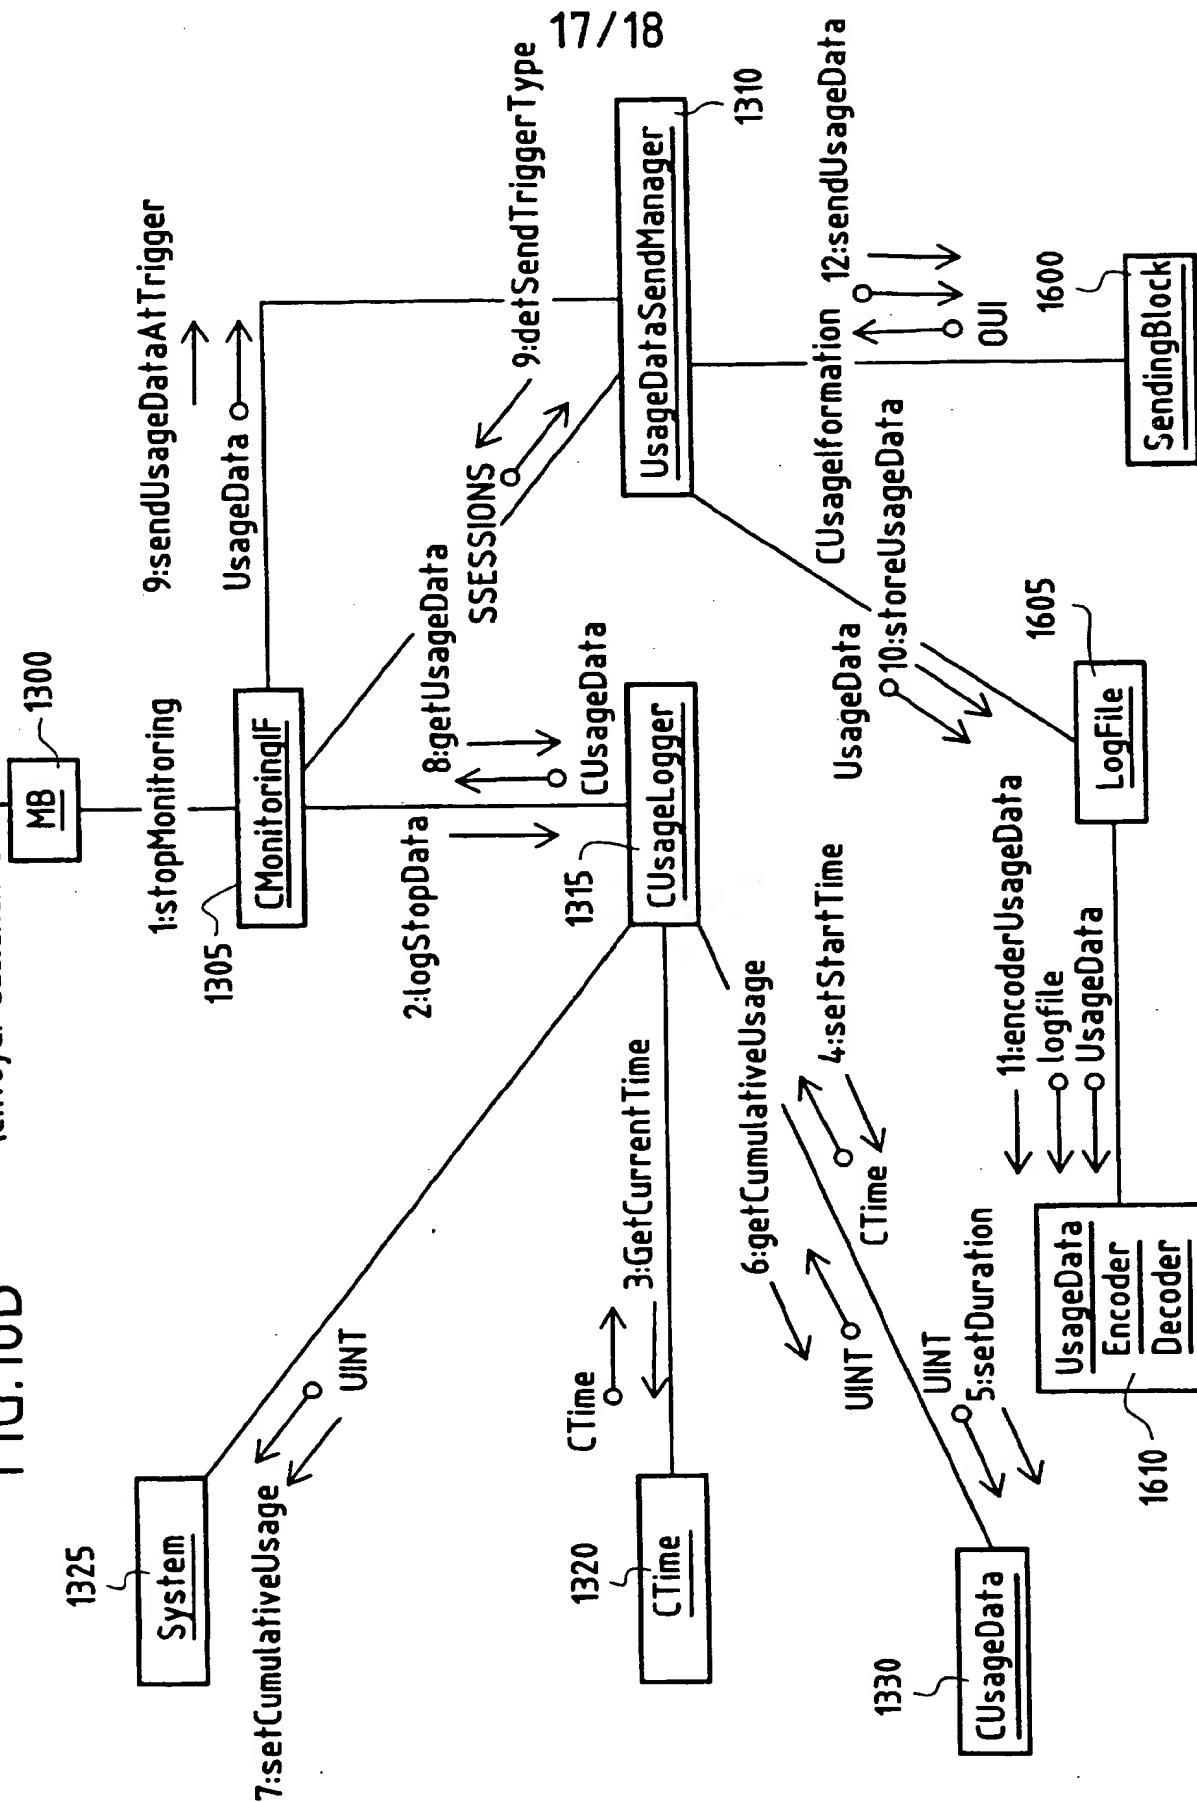 17/18
FIG. 16B
1300
MB
1:stopMonitoring
9:sendUsageDataAtTrigger
UsageData
1305
CMonitoringIF
9:detSendTriggerType
SSESSIONS
1310
UsageDataSendManager
2:logStopData
8:getUsageData
CUsageData
1315
CUsageLogger
1325
System
7:setCumulativeUsage
UINT
1320
CTime
CTime
3:GetCurrentTime
6:getCumulativeUsage
UINT
4:setStartTime
CTime
UINT
5:setDuration
1330
CUsageData
UsageData
10:storeUsageData
CUsageIformation
12:sendUsageData
OUI
1600
SendingBlock
1605
LogFile
11:encoderUsageData
logfile
UsageData
1610
UsageData
Encoder
Decoder